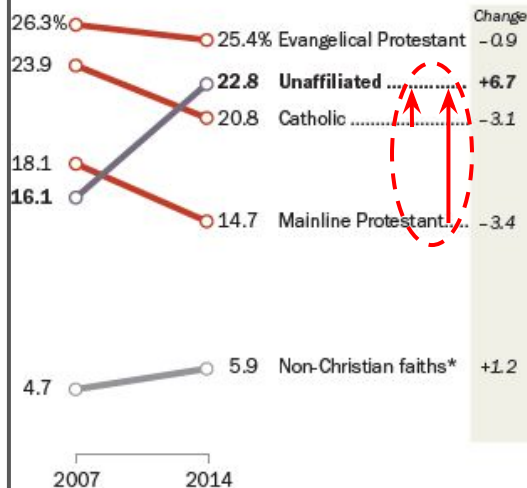 Change
26.3% 25.4% Evangelical Protestant −0.9
23.9 22.8 Unaffiliated .............. +6.7
20.8 Catholic ........................ −3.1
18.1
16.1
14.7 Mainline Protestant..... −3.4
5.9 Non-Christian faiths* +1.2
4.7
2007 2014